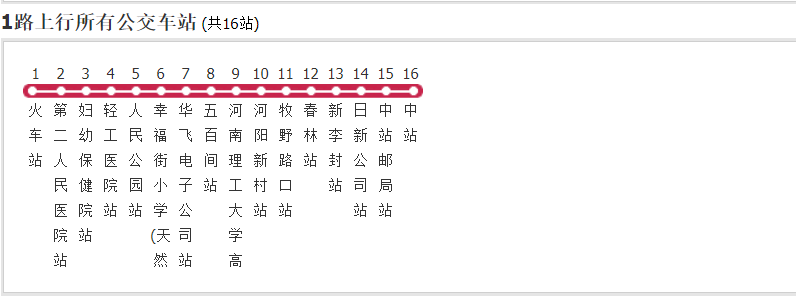 1路上行所有公交车站 (共16站)
1 2 3 4 5 6 7 8 9 10 11 12 13 14 15 16
火车站
第二人民医院站
妇幼保健院站
轻工医院站
人民公园站
幸福街小学(天然
华飞电子公司站
五百间站
河南理工大学高
河阳新村站
牧野路口站
春林站
新李封站
日新公司站
中站邮局站
中站